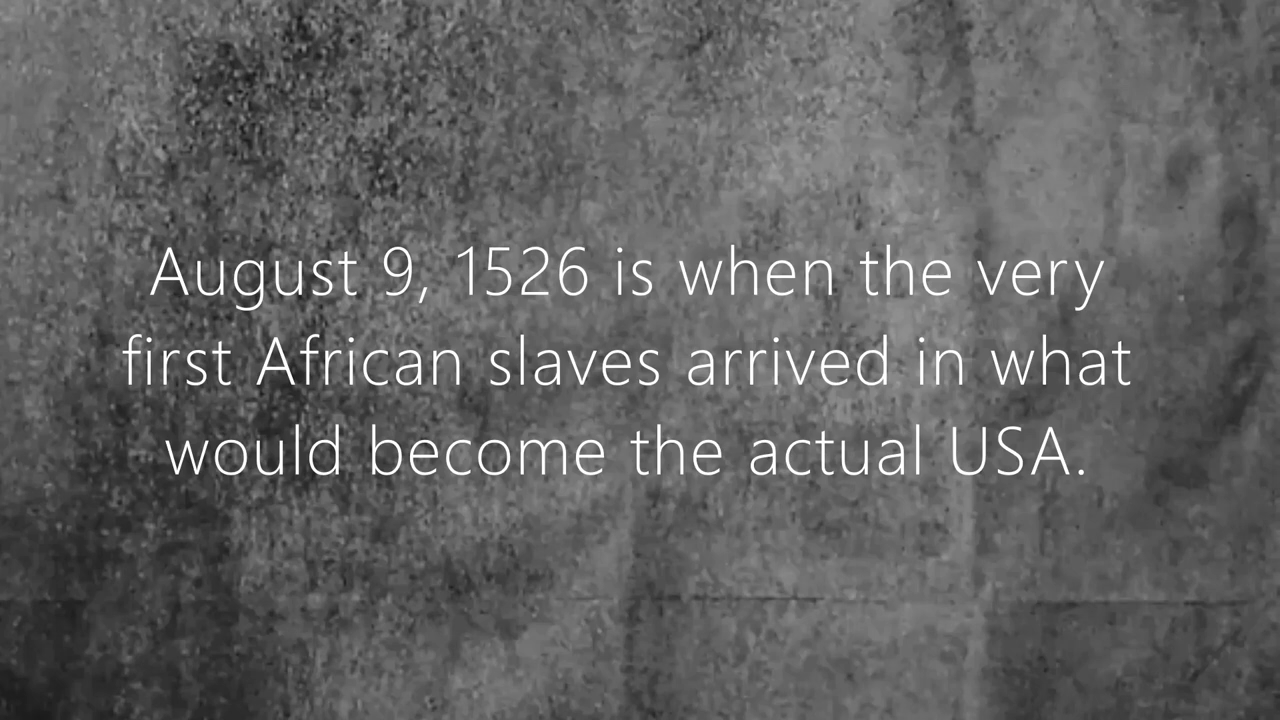 August 9, 1526 is when the very
first African slaves arrived in what
would become the actual USA.